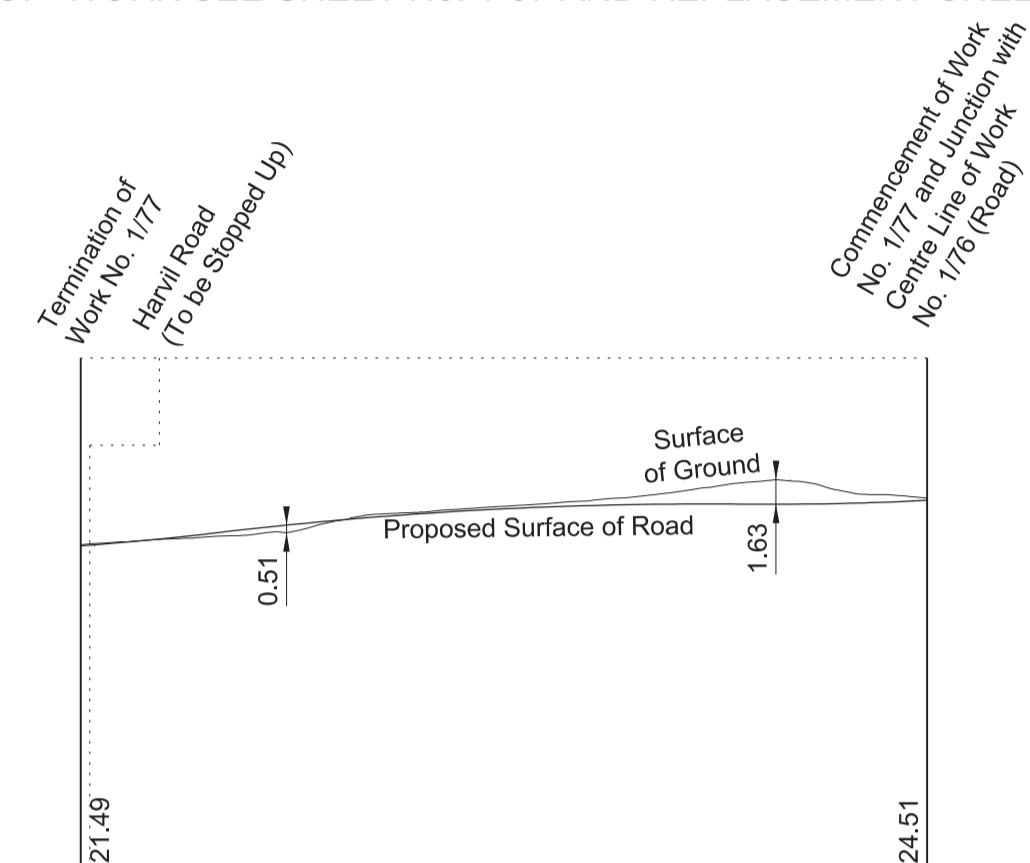 Termination of
Work No. 1/77
Harvil Road
(To be Stopped Up)
Commencement of Work
No. 1/77 and Junction with
Centre Line of Work
No. 1/76 (Road)
Surface
of Ground
Proposed Surface of Road
0.51
1.63
21.49
24.51